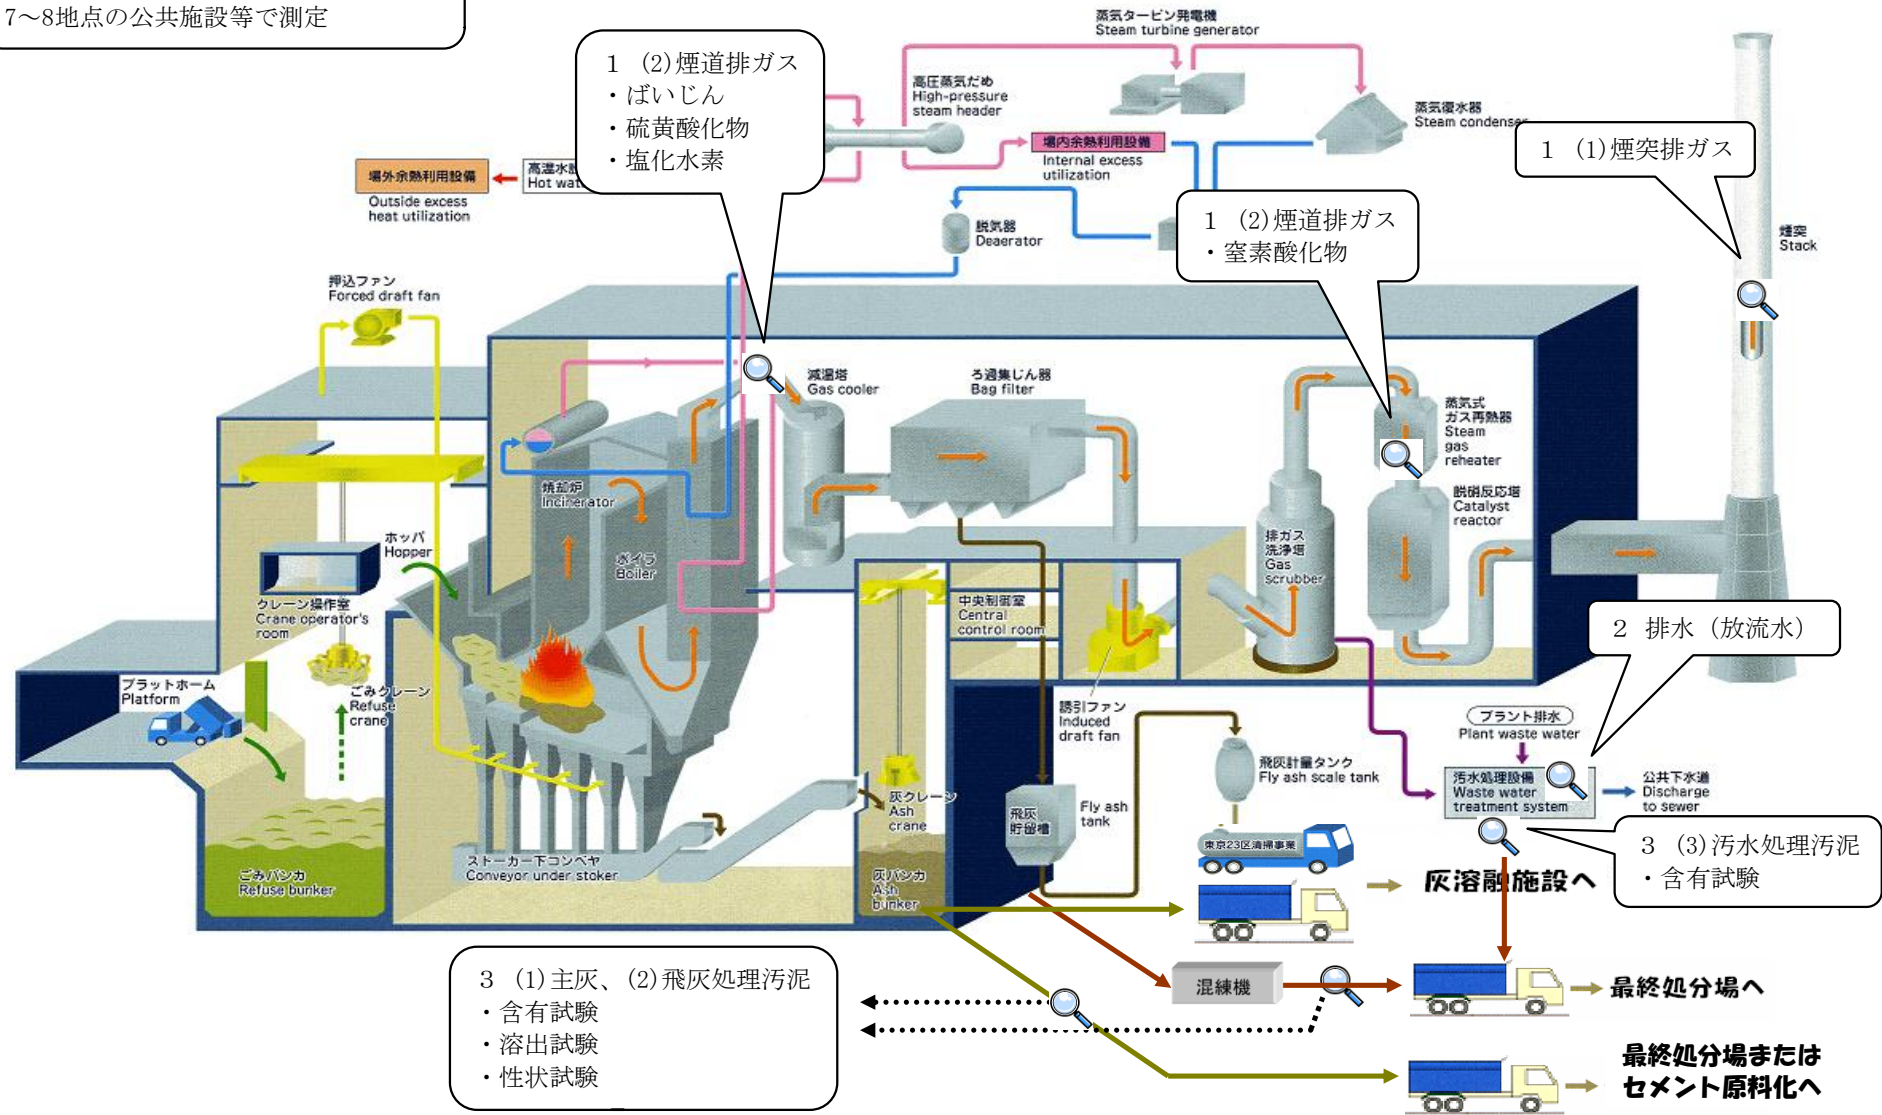 7～8地点の公共施設等で測定
1 (2)煙道排ガス
・ばいじん
・硫黄酸化物
・塩化水素
蒸気タービン発電機
Steam turbine generator
高圧蒸気だめ
High-pressure
steam header
蒸気復水器
Steam condenser
場内余熱利用設備
Internal excess
utilization
1 (1)煙突排ガス
場外余熱利用設備
Outside excess
heat utilization
高温水
Hot
脱気器
Deaerator
1 (2)煙道排ガス
・窒素酸化物
煙突
Stack
押込ファン
Forced draft fan
減温塔
Gas cooler
ろ過集じん器
Bag filter
蒸気式
ガス再熱器
Steam
gas
reheater
焼却炉
Incinerator
脱硝反応塔
Catalyst
reactor
ホッパ
Hopper
ボイラ
Boiler
排ガス
洗浄塔
Gas
scrubber
クレーン操作室
Crane operator's
room
中央制御室
Central
control room
2 排水（放流水）
プラットホーム
Platform
ごみクレーン
Refuse
crane
誘引ファン
Induced
draft fan
プラント排水
Plant waste water
飛灰計量タンク
Fly ash scale tank
汚水処理設備
Waste water
treatment system
公共下水道
Discharge
to sewer
灰クレーン
Ash
crane
飛灰
貯留槽
Fly ash
tank
東京23区清掃事業
3 (3)汚水処理汚泥
・含有試験
ごみバンカ
Refuse bunker
ストーカー下コンベヤ
Conveyor under stoker
灰バンカ
Ash
bunker
灰溶融施設へ
3 (1)主灰、(2)飛灰処理汚泥
・含有試験
・溶出試験
・性状試験
混練機
最終処分場へ
最終処分場または
セメント原料化へ